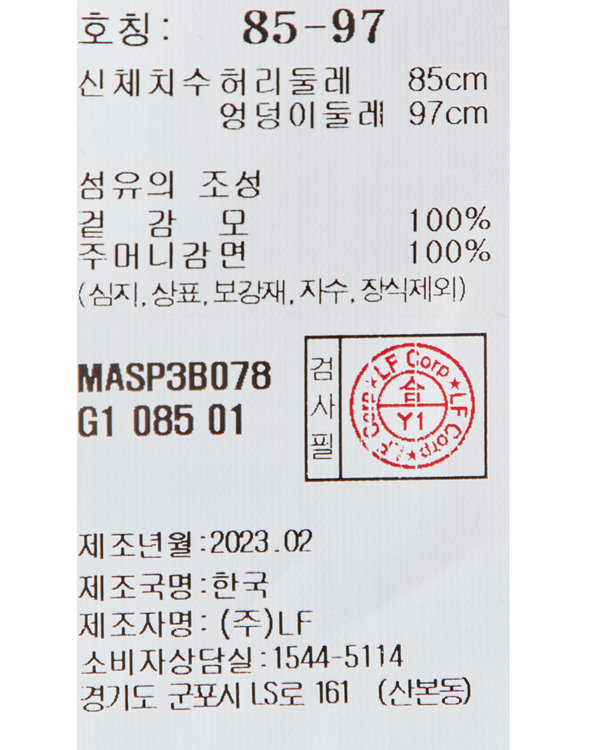 호칭: 85-97
신체치수허리둘레 85cm
엉덩이둘레 97cm
섬유의 조성
겉 감 모 100%
주머니감면 100%
(심지,상표,보강재,자수,장식제외)
MASP3B078
G1 085 01
검사필
LF Corp★LF Corp★LF Corp★
합
Y1
제조년월:2023.02
제조국명:한국
제조자명: (주)LF
소비자상담실:1544-5114
경기도 군포시 LS로 161 (산본동)